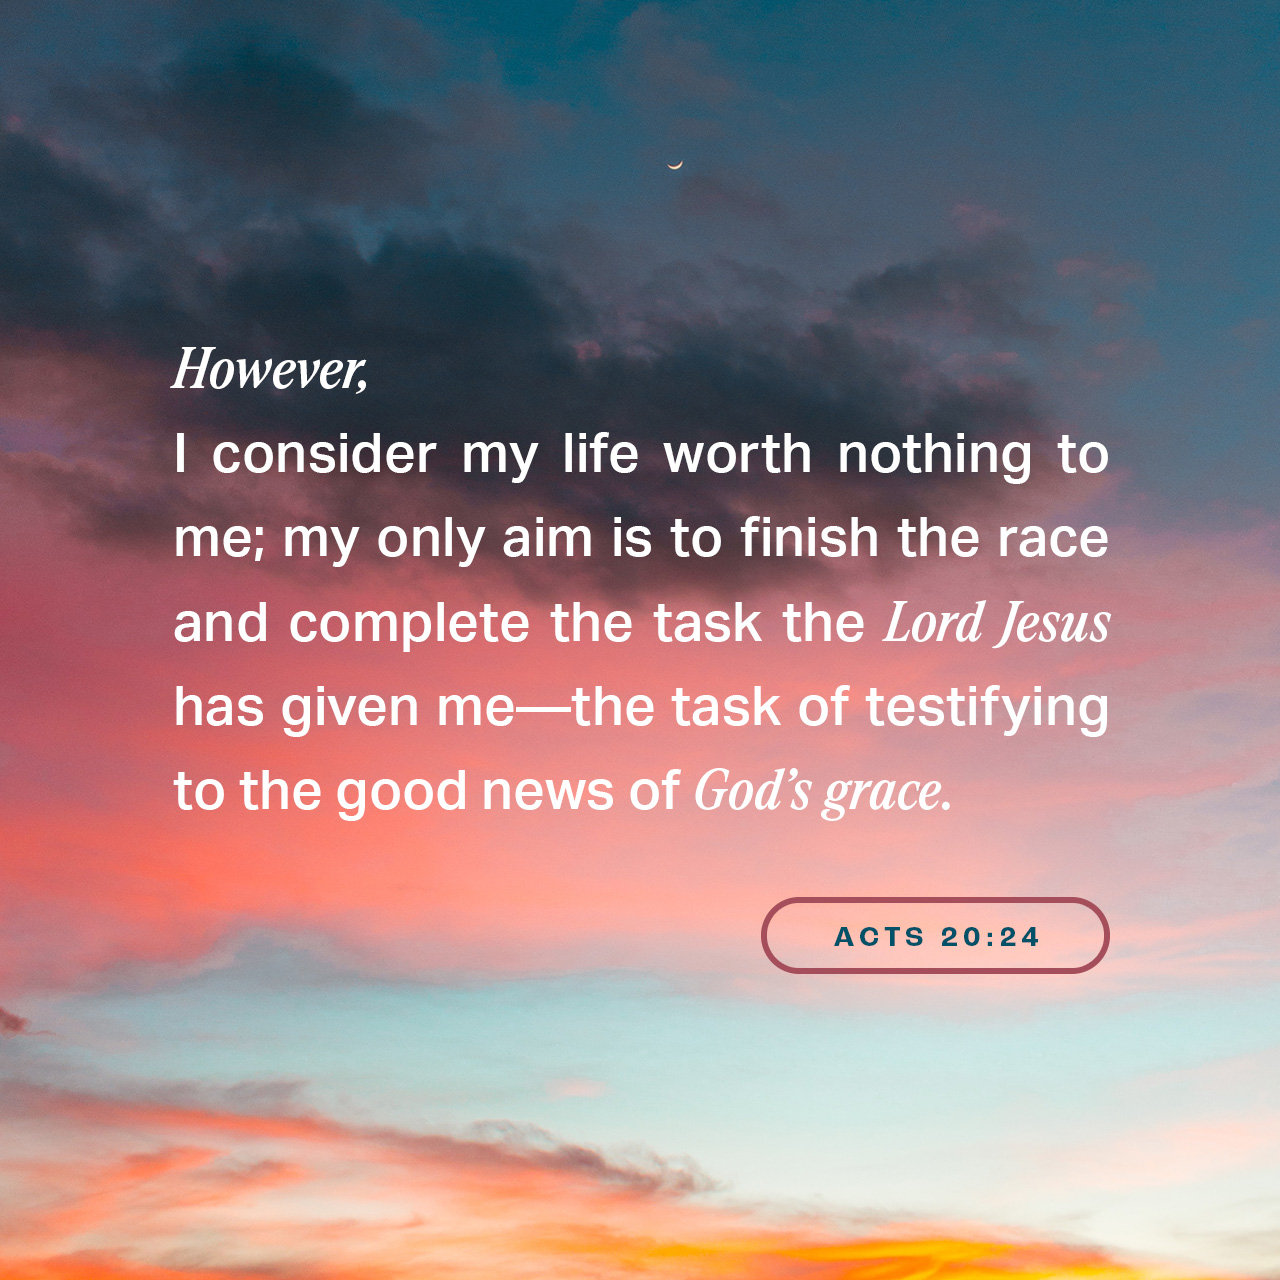 However,
I consider my life worth nothing to
me; my only aim is to finish the race
and complete the task the Lord Jesus
has given me—the task of testifying
to the good news of God’s grace.
ACTS 20:24